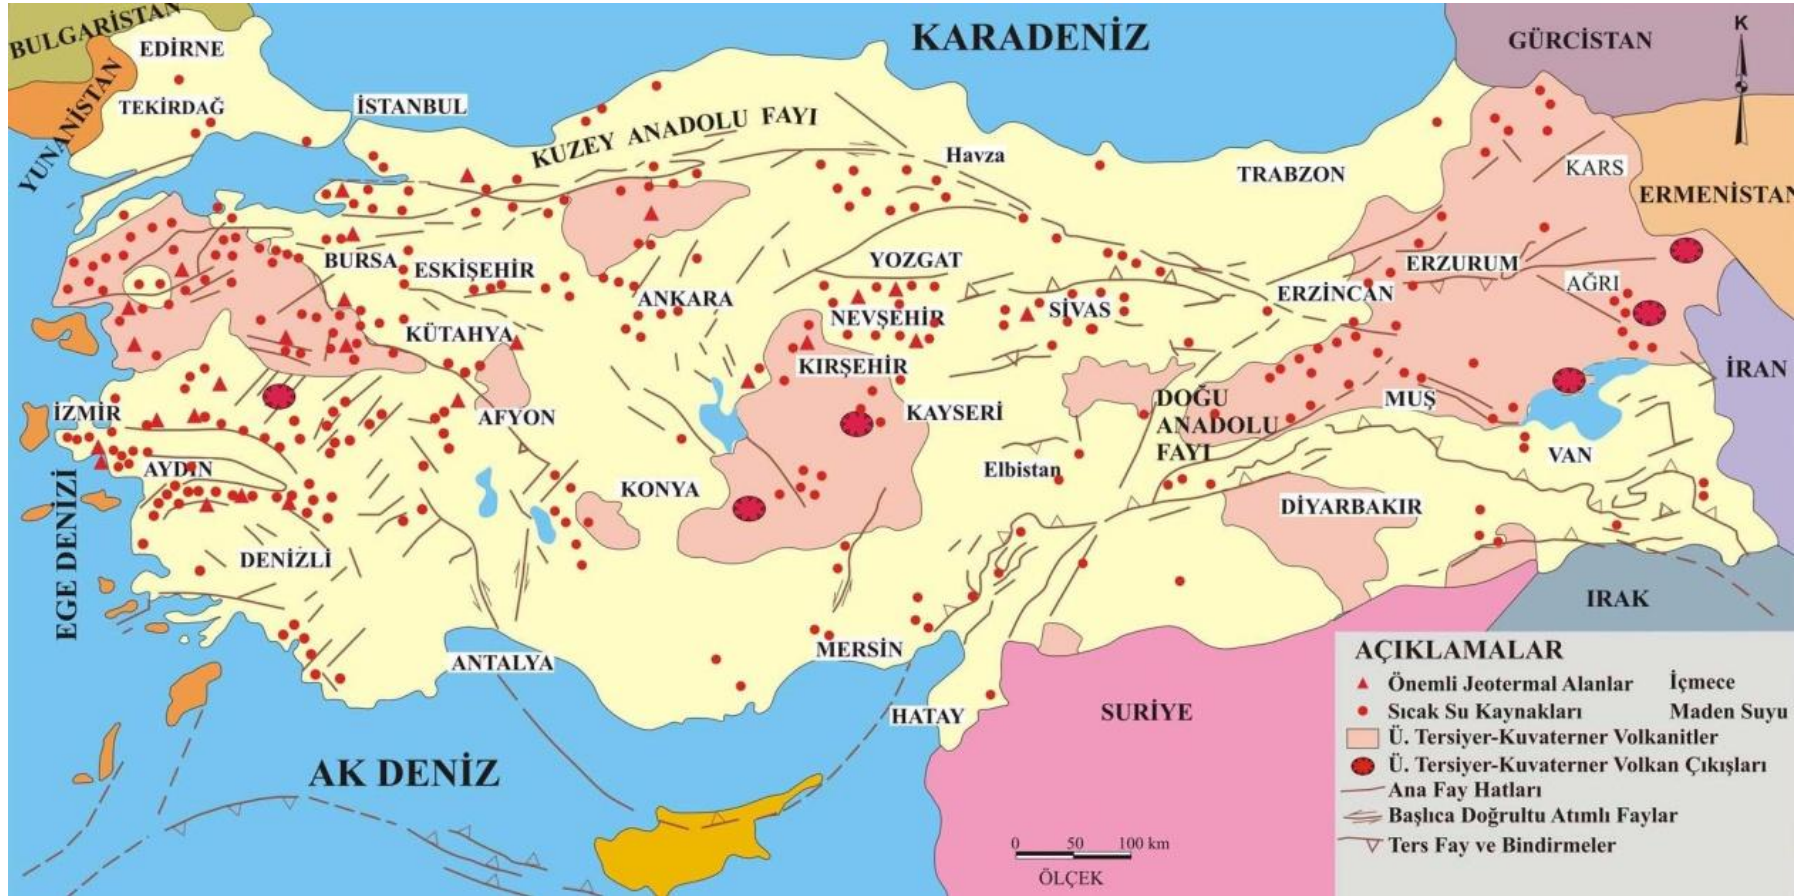 BULGARİSTAN
EDİRNE
KARADENİZ
GÜRCİSTAN
K
YUNANİSTAN
TEKİRDAĞ
İSTANBUL
KUZEY ANADOLU FAYI
Havza
TRABZON
KARS
ERMENİSTAN
BURSA
ESKİŞEHİR
ANKARA
YOZGAT
ERZURUM
AĞRI
ERZİNCAN
KÜTAHYA
NEVŞEHİR
SİVAS
KIRŞEHİR
İRAN
İZMİR
AFYON
KAYSERİ
DOĞU
ANADOLU
FAYI
MUŞ
VAN
AYDIN
KONYA
Elbistan
DİYARBAKIR
EGE DENİZİ
DENİZLİ
IRAK
ANTALYA
MERSİN
HATAY
SURİYE
AK DENİZ
AÇIKLAMALAR
Önemli Jeotermal Alanlar İçmece
Sıcak Su Kaynakları Maden Suyu
Ü. Tersiyer-Kuvaterner Volkanitler
Ü. Tersiyer-Kuvaterner Volkan Çıkışları
Ana Fay Hatları
Başlıca Doğrultu Atımlı Faylar
Ters Fay ve Bindirmeler
0 50 100 km
ÖLÇEK